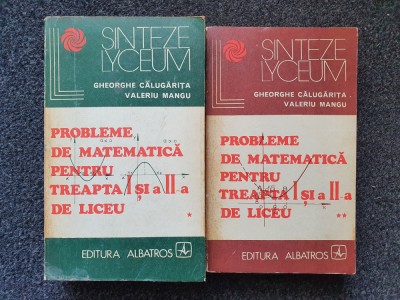 SINTEZE
LYCEUM
GHEORGHE CĂLUGĂRIȚA
VALERIU MANGU
PROBLEME
DE MATEMATICĂ
PENTRU
TREAPTA I ȘI a II-a
DE LICEU
*
EDITURA ALBATROS
SINTEZE
LYCEUM
GHEORGHE CĂLUGĂRIȚA
VALERIU MANGU
PROBLEME
DE MATEMATICĂ
PENTRU
TREAPTA I ȘI a II-a
DE LICEU
**
EDITURA ALBATROS